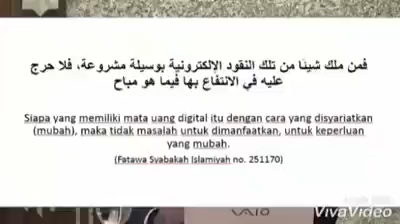 فمن ملك شيئا من تلك النقود الإلكترونية بوسيلة مشروعة، فلا حرج
عليه في الانتفاع بها فيما هو مباح
Siapa yang memiliki mata uang digital itu dengan cara yang disyariatkan
(mubah), maka tidak masalah untuk dimanfaatkan, untuk keperluan
yang mubah.
(Fatawa Syabakah Islamiyah no. 251170)
VAIO
VivaVideo